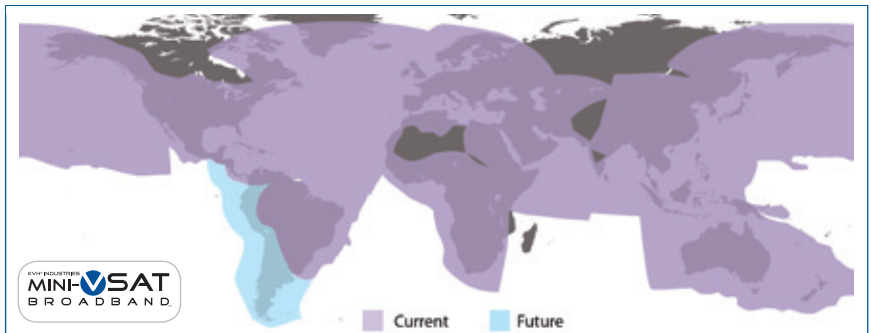 KVH® INDUSTRIES
MINI-VSAT
BROADBAND
Current
Future